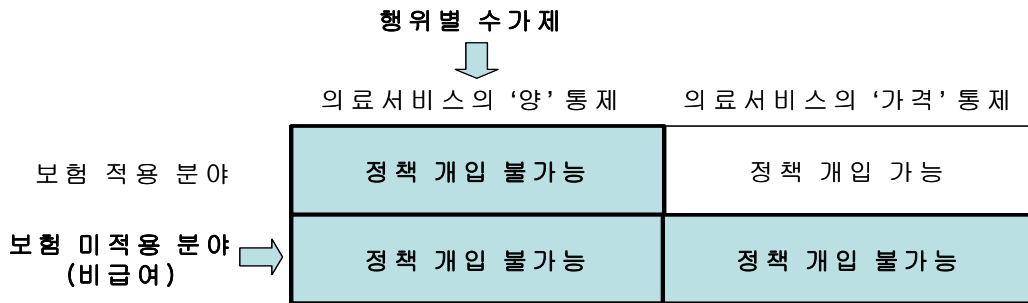 행위별 수가제
의료서비스의 ‘양’ 통제 의료서비스의 ‘가격’ 통제
보험 적용 분야 정책 개입 불가능 정책 개입 가능
보험 미적용 분야
(비급여) 정책 개입 불가능 정책 개입 불가능